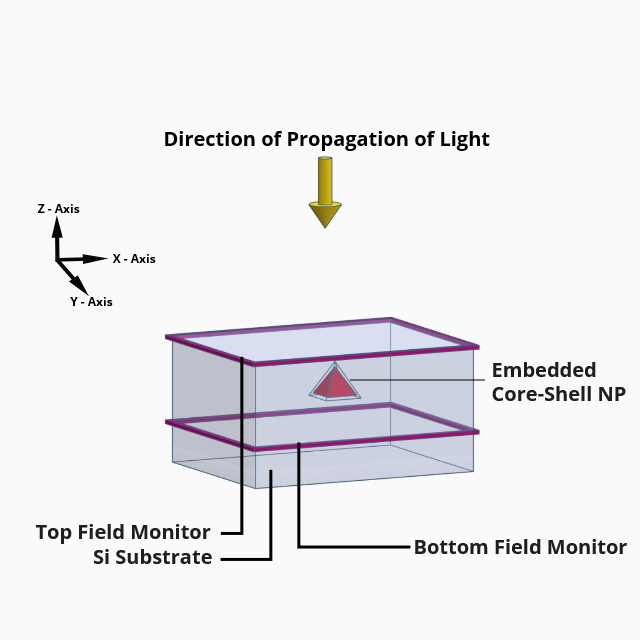 Direction of Propagation of Light
Z - Axis
X - Axis
Y - Axis
Embedded
Core-Shell NP
Top Field Monitor
Si Substrate
Bottom Field Monitor